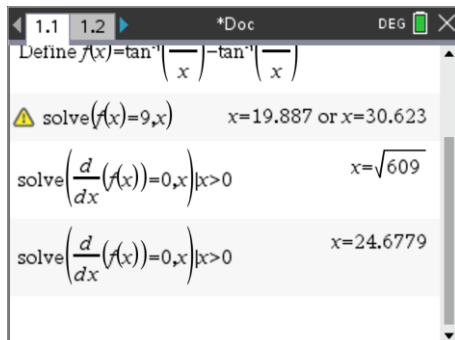 1.1 1.2 *Doc DEG
Define f(x)=tan⁻¹(/x)−tan⁻¹(/x)
solve(f(x)=9,x) x=19.887 or x=30.623
solve(d/dx(f(x))=0,x)|x>0 x=√609
solve(d/dx(f(x))=0,x)|x>0 x=24.6779